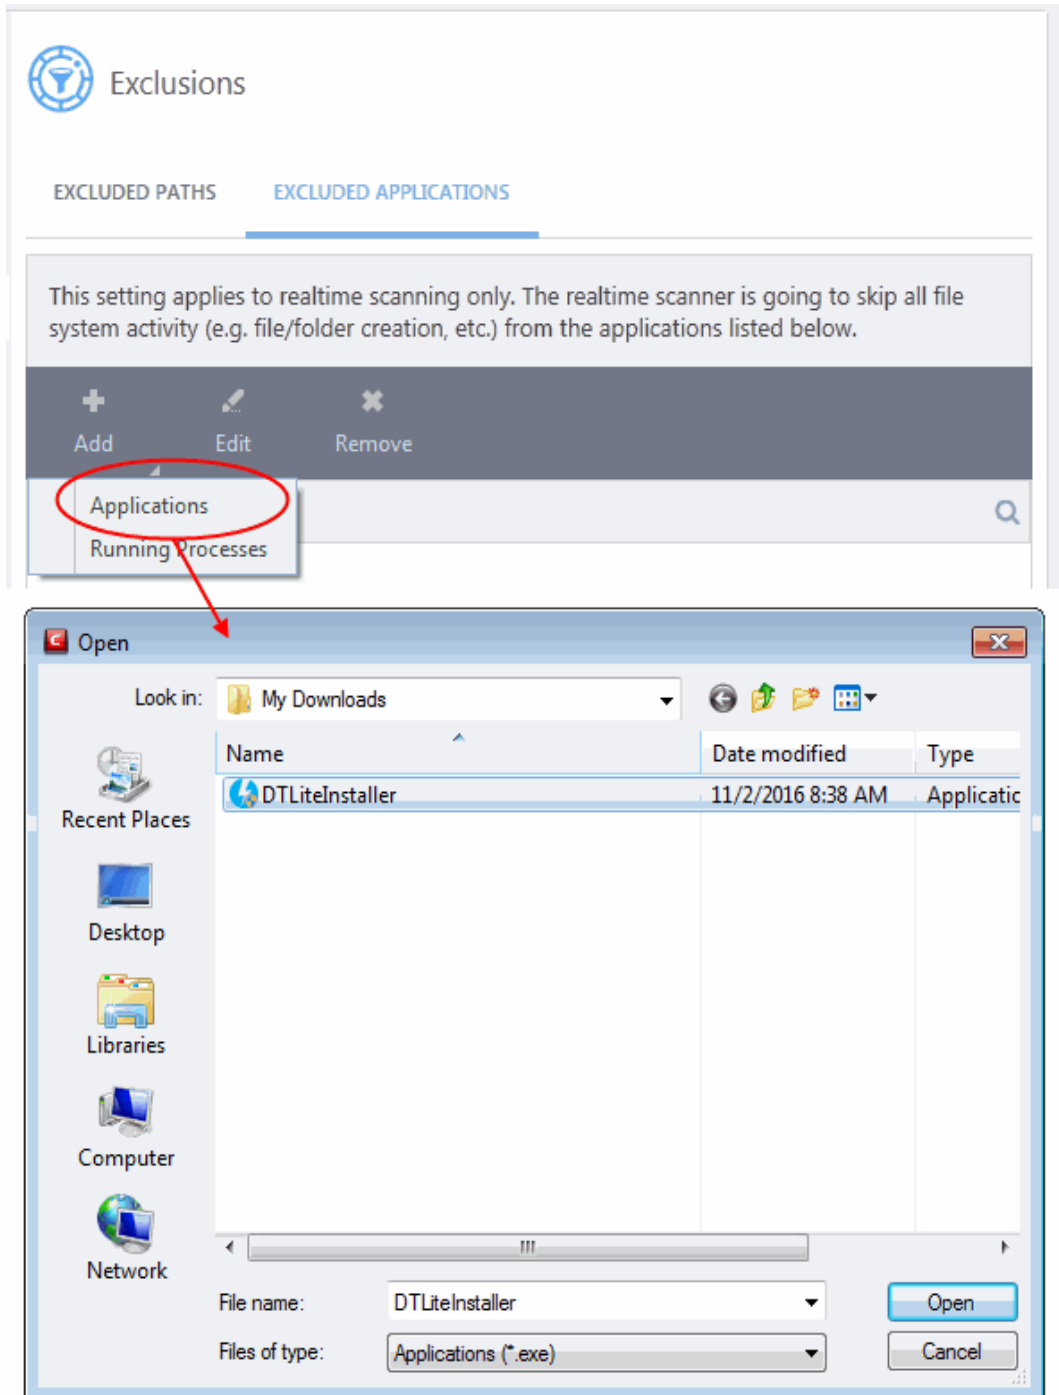 Exclusions
EXCLUDED PATHS
EXCLUDED APPLICATIONS
This setting applies to realtime scanning only. The realtime scanner is going to skip all file
system activity (e.g. file/folder creation, etc.) from the applications listed below.
Add
Edit
Remove
Applications
Running Processes
Open
Look in:
My Downloads
Name
Date modified
Type
DTLiteInstaller
11/2/2016 8:38 AM
Applicatic
Recent Places
Desktop
Libraries
Computer
Network
File name:
DTLiteInstaller
Open
Files of type:
Applications (*.exe)
Cancel